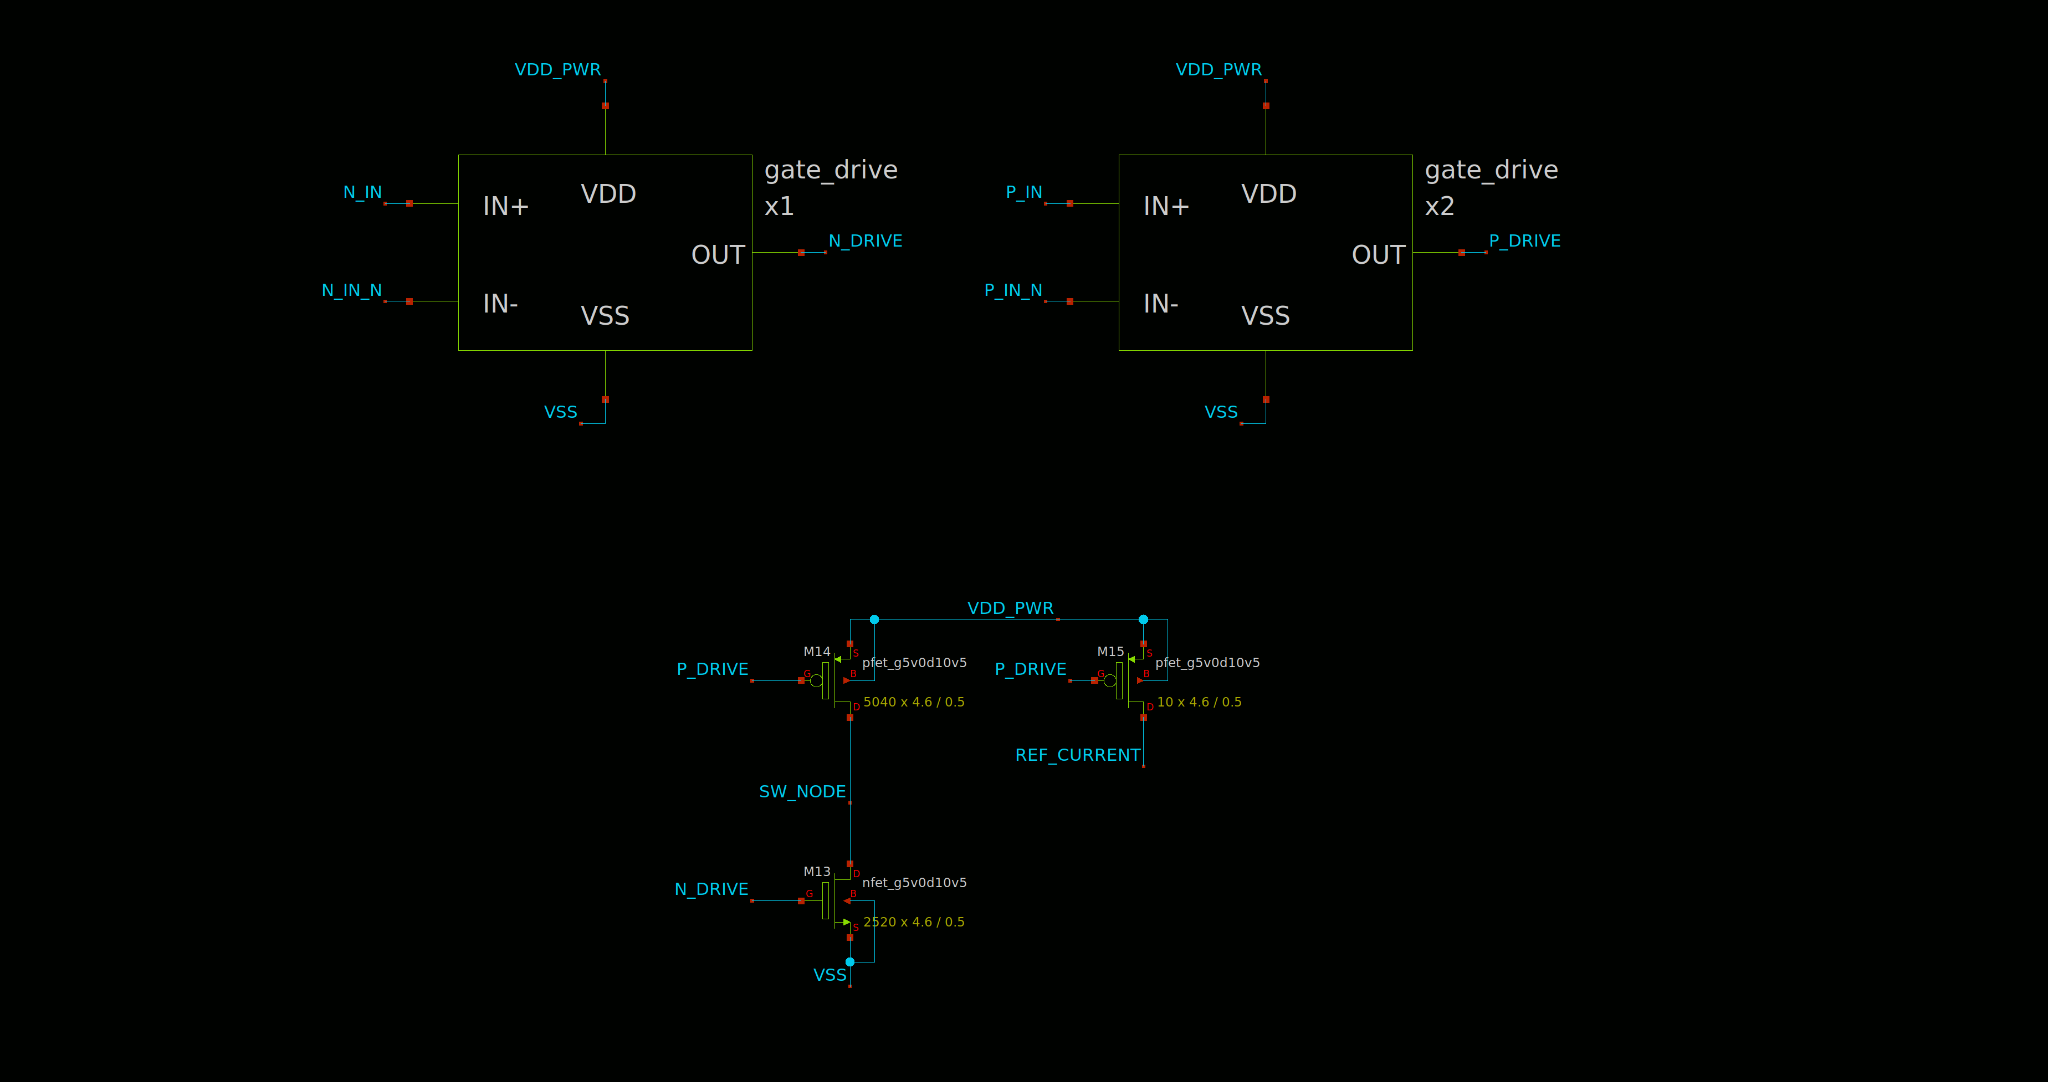 VDD_PWR
VDD_PWR
gate_drive
x1
gate_drive
x2
N_IN
IN+
VDD
P_IN
IN+
VDD
OUT
N_DRIVE
OUT
P_DRIVE
N_IN_N
IN-
VSS
P_IN_N
IN-
VSS
VSS
VSS
VDD_PWR
M14
S
pfet_g5v0d10v5
P_DRIVE
G
B
5040 x 4.6 / 0.5
D
M15
S
pfet_g5v0d10v5
P_DRIVE
G
B
10 x 4.6 / 0.5
D
REF_CURRENT
SW_NODE
M13
D
nfet_g5v0d10v5
N_DRIVE
G
B
2520 x 4.6 / 0.5
S
VSS